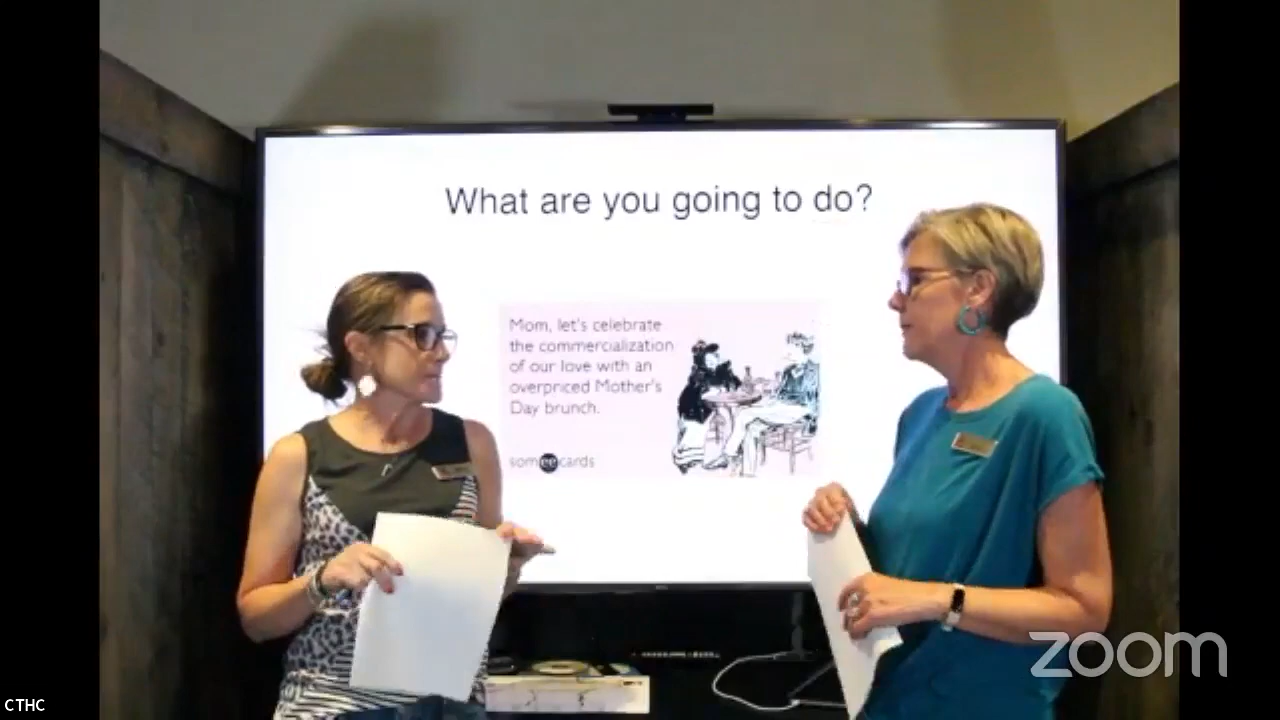 What are you going to do?
Mom, let's celebrate
the commercialization
of our love with an
overpriced Mother's
Day brunch.
someecards
zoom
CTHC